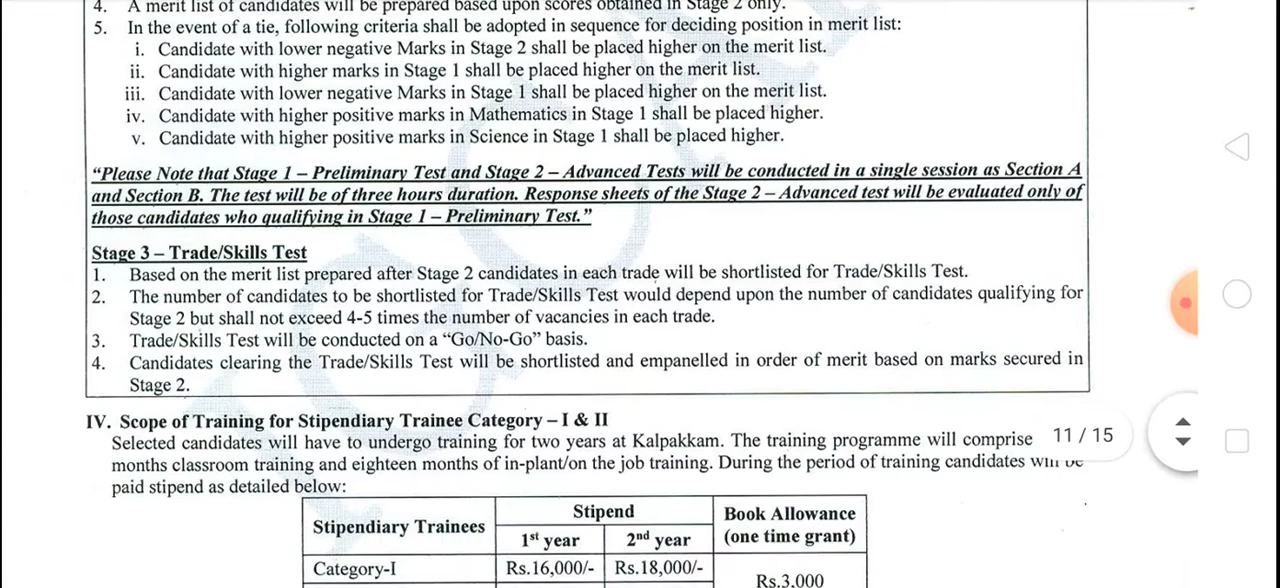 4. A merit list of candidates will be prepared based upon scores obtained in Stage 2 only.
5. In the event of a tie, following criteria shall be adopted in sequence for deciding position in merit list:
i. Candidate with lower negative Marks in Stage 2 shall be placed higher on the merit list.
ii. Candidate with higher marks in Stage 1 shall be placed higher on the merit list.
iii. Candidate with lower negative Marks in Stage 1 shall be placed higher on the merit list.
iv. Candidate with higher positive marks in Mathematics in Stage 1 shall be placed higher.
v. Candidate with higher positive marks in Science in Stage 1 shall be placed higher.
“Please Note that Stage 1 – Preliminary Test and Stage 2 – Advanced Tests will be conducted in a single session as Section A
and Section B. The test will be of three hours duration. Response sheets of the Stage 2 – Advanced test will be evaluated only of
those candidates who qualifying in Stage 1 – Preliminary Test.”
Stage 3 – Trade/Skills Test
1. Based on the merit list prepared after Stage 2 candidates in each trade will be shortlisted for Trade/Skills Test.
2. The number of candidates to be shortlisted for Trade/Skills Test would depend upon the number of candidates qualifying for
Stage 2 but shall not exceed 4-5 times the number of vacancies in each trade.
3. Trade/Skills Test will be conducted on a “Go/No-Go” basis.
4. Candidates clearing the Trade/Skills Test will be shortlisted and empanelled in order of merit based on marks secured in
Stage 2.
IV. Scope of Training for Stipendiary Trainee Category – I & II
Selected candidates will have to undergo training for two years at Kalpakkam. The training programme will comprise
11 / 15
months classroom training and eighteen months of in-plant/on the job training. During the period of training candidates will be
paid stipend as detailed below:
Stipendiary Trainees Stipend Book Allowance
1st year 2nd year (one time grant)
Category-I Rs.16,000/- Rs.18,000/-
Rs.3,000